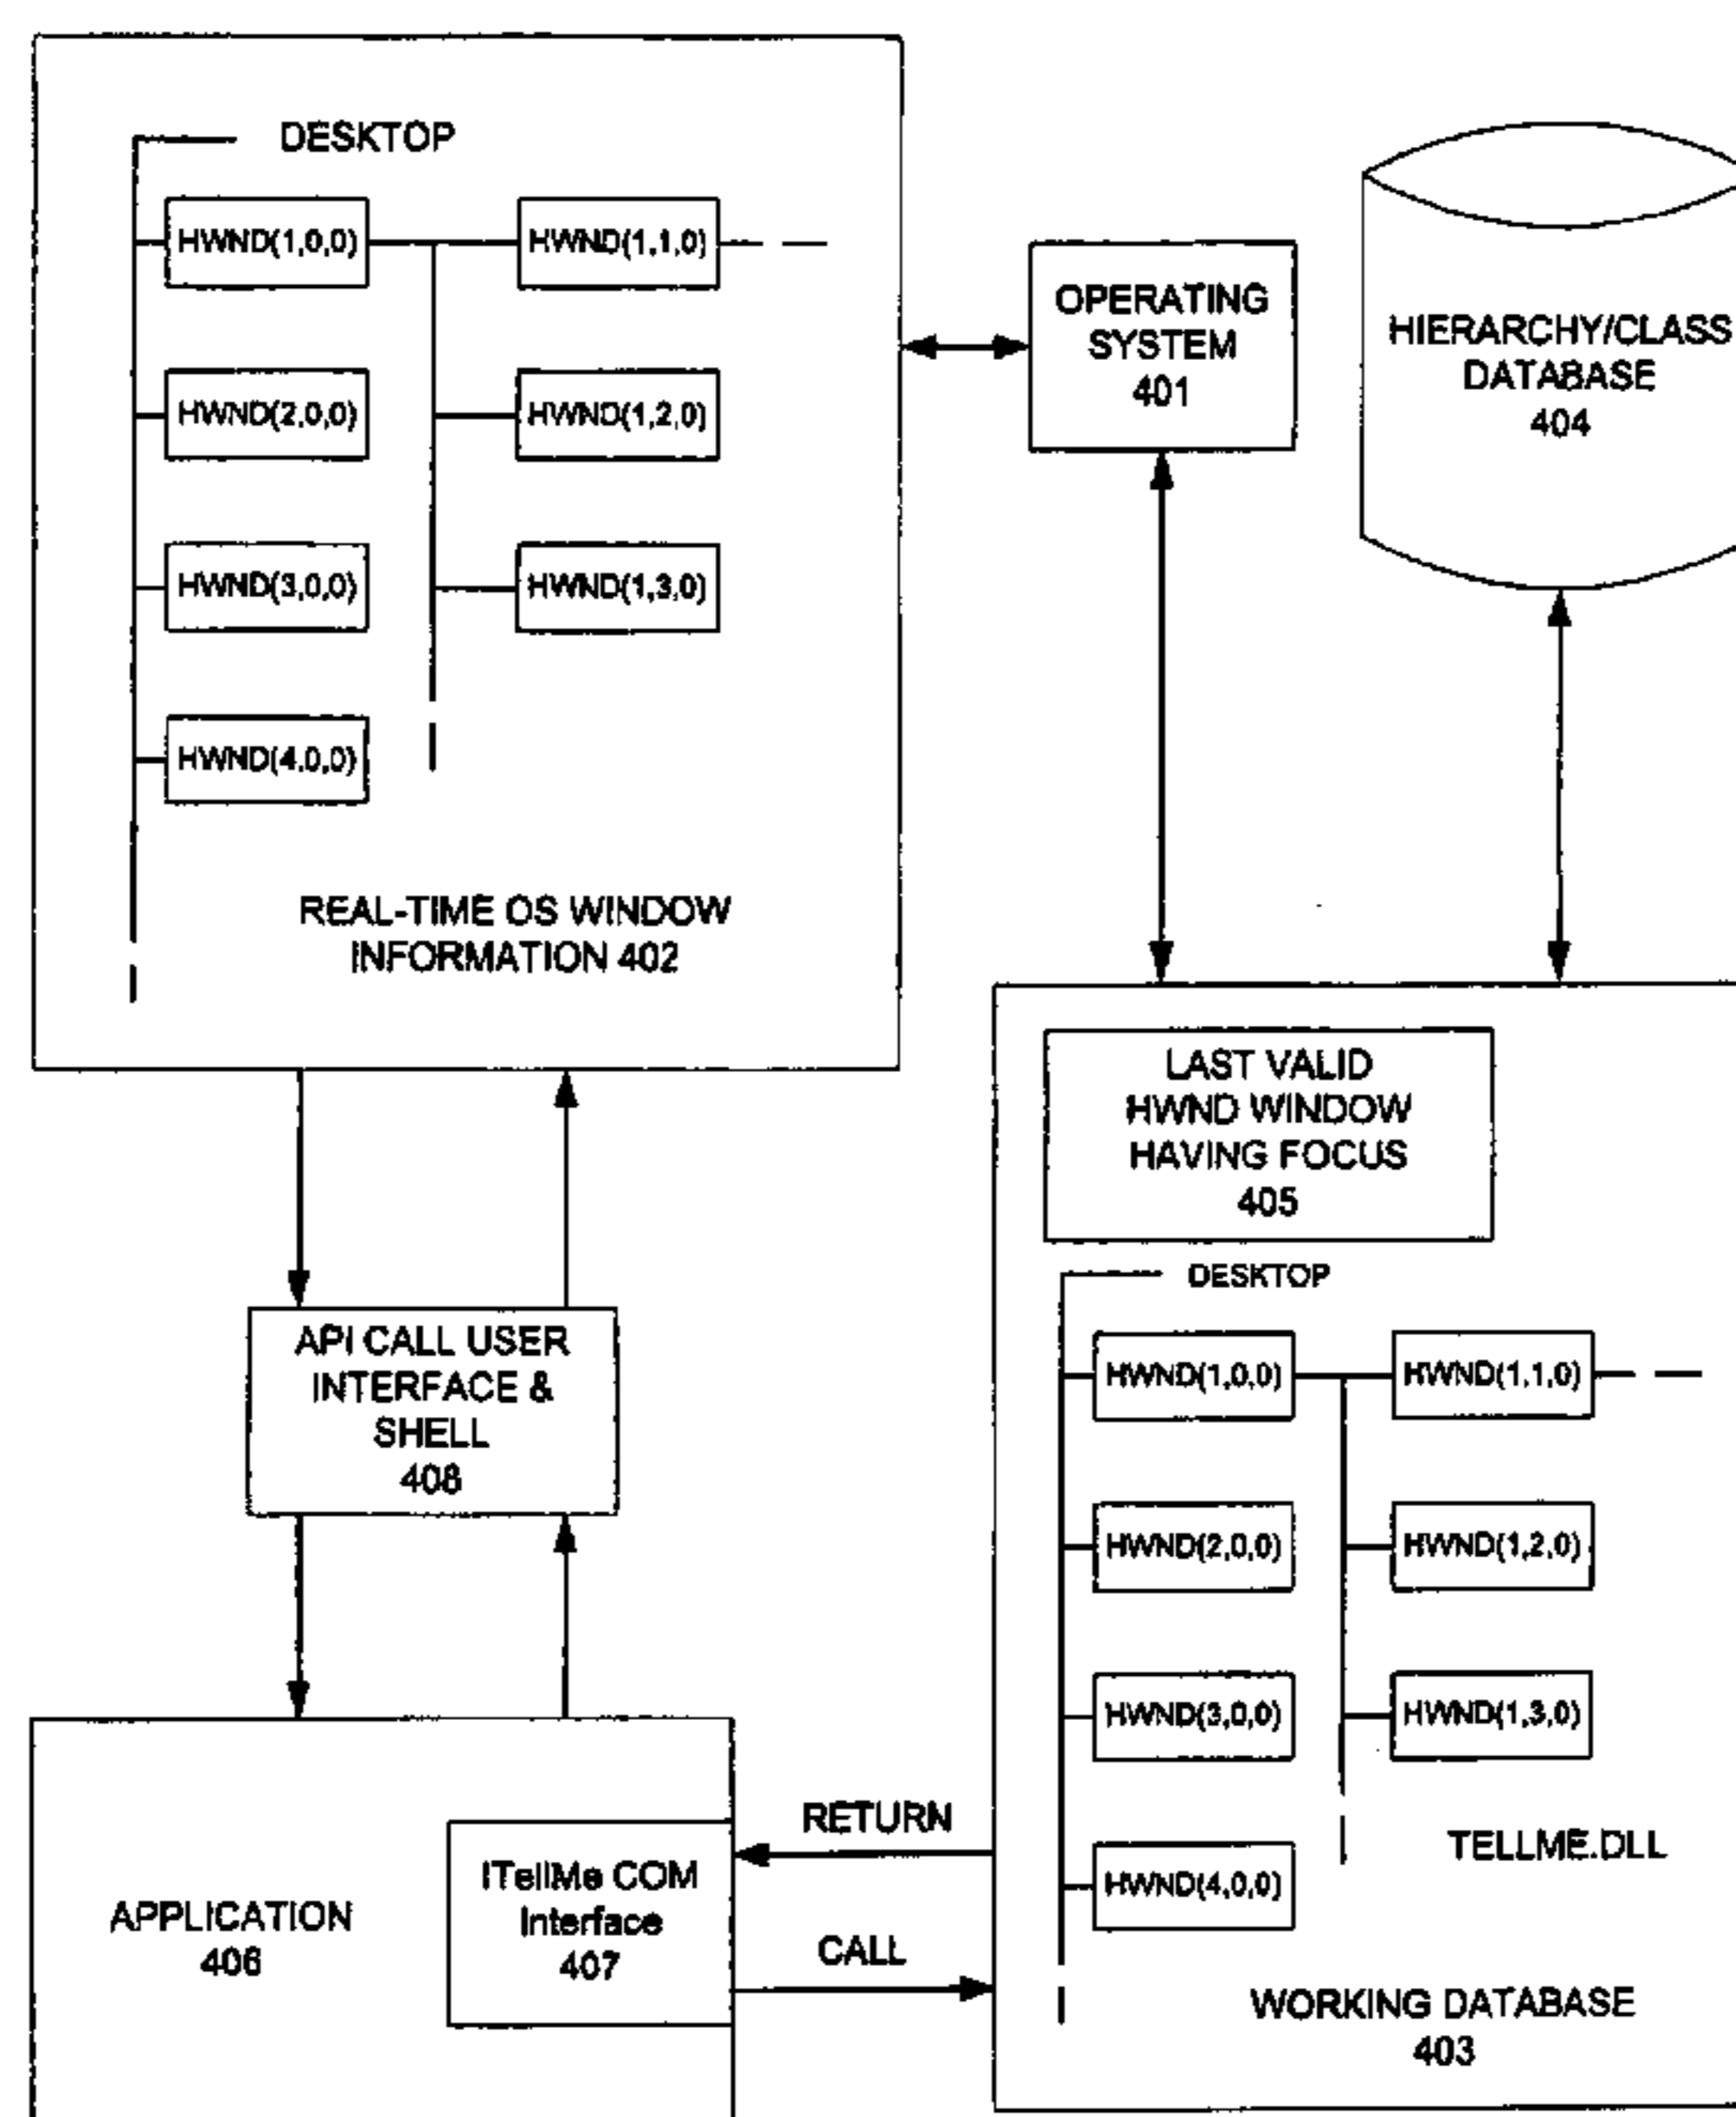 DESKTOP
HWND(1,0,0)
HWND(1,1,0)
HWND(2,0,0)
HWND(1,2,0)
HWND(3,0,0)
HWND(1,3,0)
HWND(4,0,0)
REAL-TIME OS WINDOW
INFORMATION 402
OPERATING
SYSTEM
401
HIERARCHY/CLASS
DATABASE
404
LAST VALID
HWND WINDOW
HAVING FOCUS
405
DESKTOP
HWND(1,0,0)
HWND(1,1,0)
HWND(2,0,0)
HWND(1,2,0)
HWND(3,0,0)
HWND(1,3,0)
HWND(4,0,0)
TELLME.DLL
WORKING DATABASE
403
API CALL USER
INTERFACE &
SHELL
408
RETURN
CALL
APPLICATION
406
ITellMe COM
Interface
407